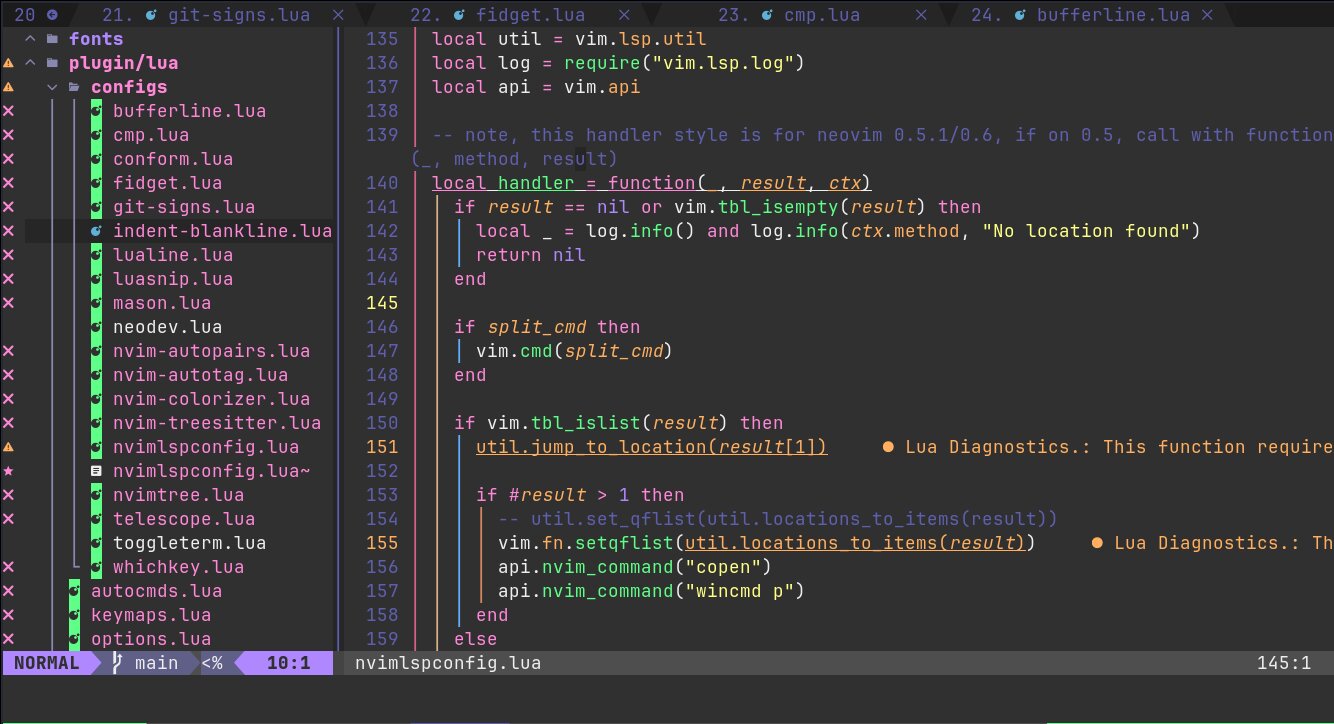 20 21. git-signs.lua 22. fidget.lua 23. cmp.lua 24. bufferline.lua
fonts
plugin/lua
configs
bufferline.lua
cmp.lua
conform.lua
fidget.lua
git-signs.lua
indent-blankline.lua
lualine.lua
luasnip.lua
mason.lua
neodev.lua
nvim-autopairs.lua
nvim-autotag.lua
nvim-colorizer.lua
nvim-treesitter.lua
nvimlspconfig.lua
nvimlspconfig.lua~
nvimtree.lua
telescope.lua
toggleterm.lua
whichkey.lua
autocmds.lua
keymaps.lua
options.lua
135 local util = vim.lsp.util
136 local log = require("vim.lsp.log")
137 local api = vim.api
138
139 -- note, this handler style is for neovim 0.5.1/0.6, if on 0.5, call with function
(_, method, result)
140 local handler = function(_, result, ctx)
141 if result == nil or vim.tbl_isempty(result) then
142 local _ = log.info() and log.info(ctx.method, "No location found")
143 return nil
144 end
145
146 if split_cmd then
147 vim.cmd(split_cmd)
148 end
149
150 if vim.tbl_islist(result) then
151 util.jump_to_location(result[1]) ● Lua Diagnostics.: This function require
152
153 if #result > 1 then
154 -- util.set_qflist(util.locations_to_items(result))
155 vim.fn.setqflist(util.locations_to_items(result)) ● Lua Diagnostics.: Th
156 api.nvim_command("copen")
157 api.nvim_command("wincmd p")
158 end
159 else
NORMAL main <% 10:1 nvimlspconfig.lua 145:1